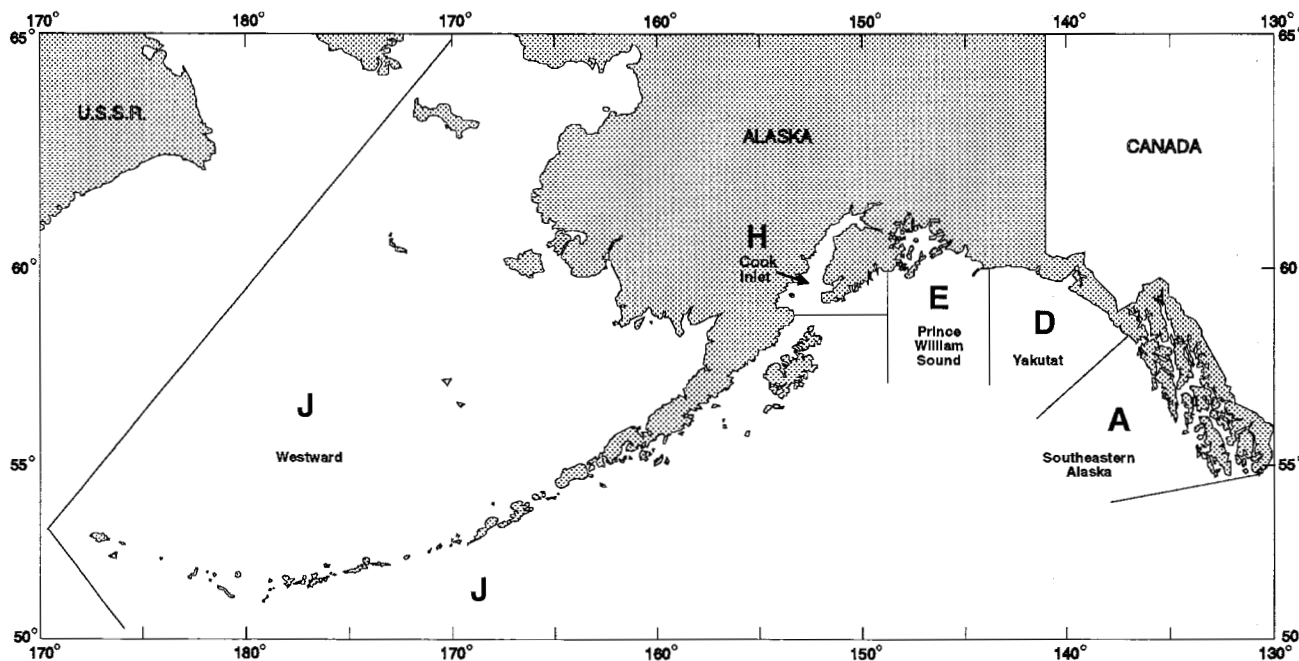 170° 180° 170° 160° 150° 140° 130°
65° 65°
U.S.S.R.
ALASKA
CANADA
H
Cook
Inlet
60° 60°
E
Prince
William
Sound
D
Yakutat
J
Westward
A
Southeastern
Alaska
55° 55°
J
50° 50°
170° 180° 170° 160° 150° 140° 130°